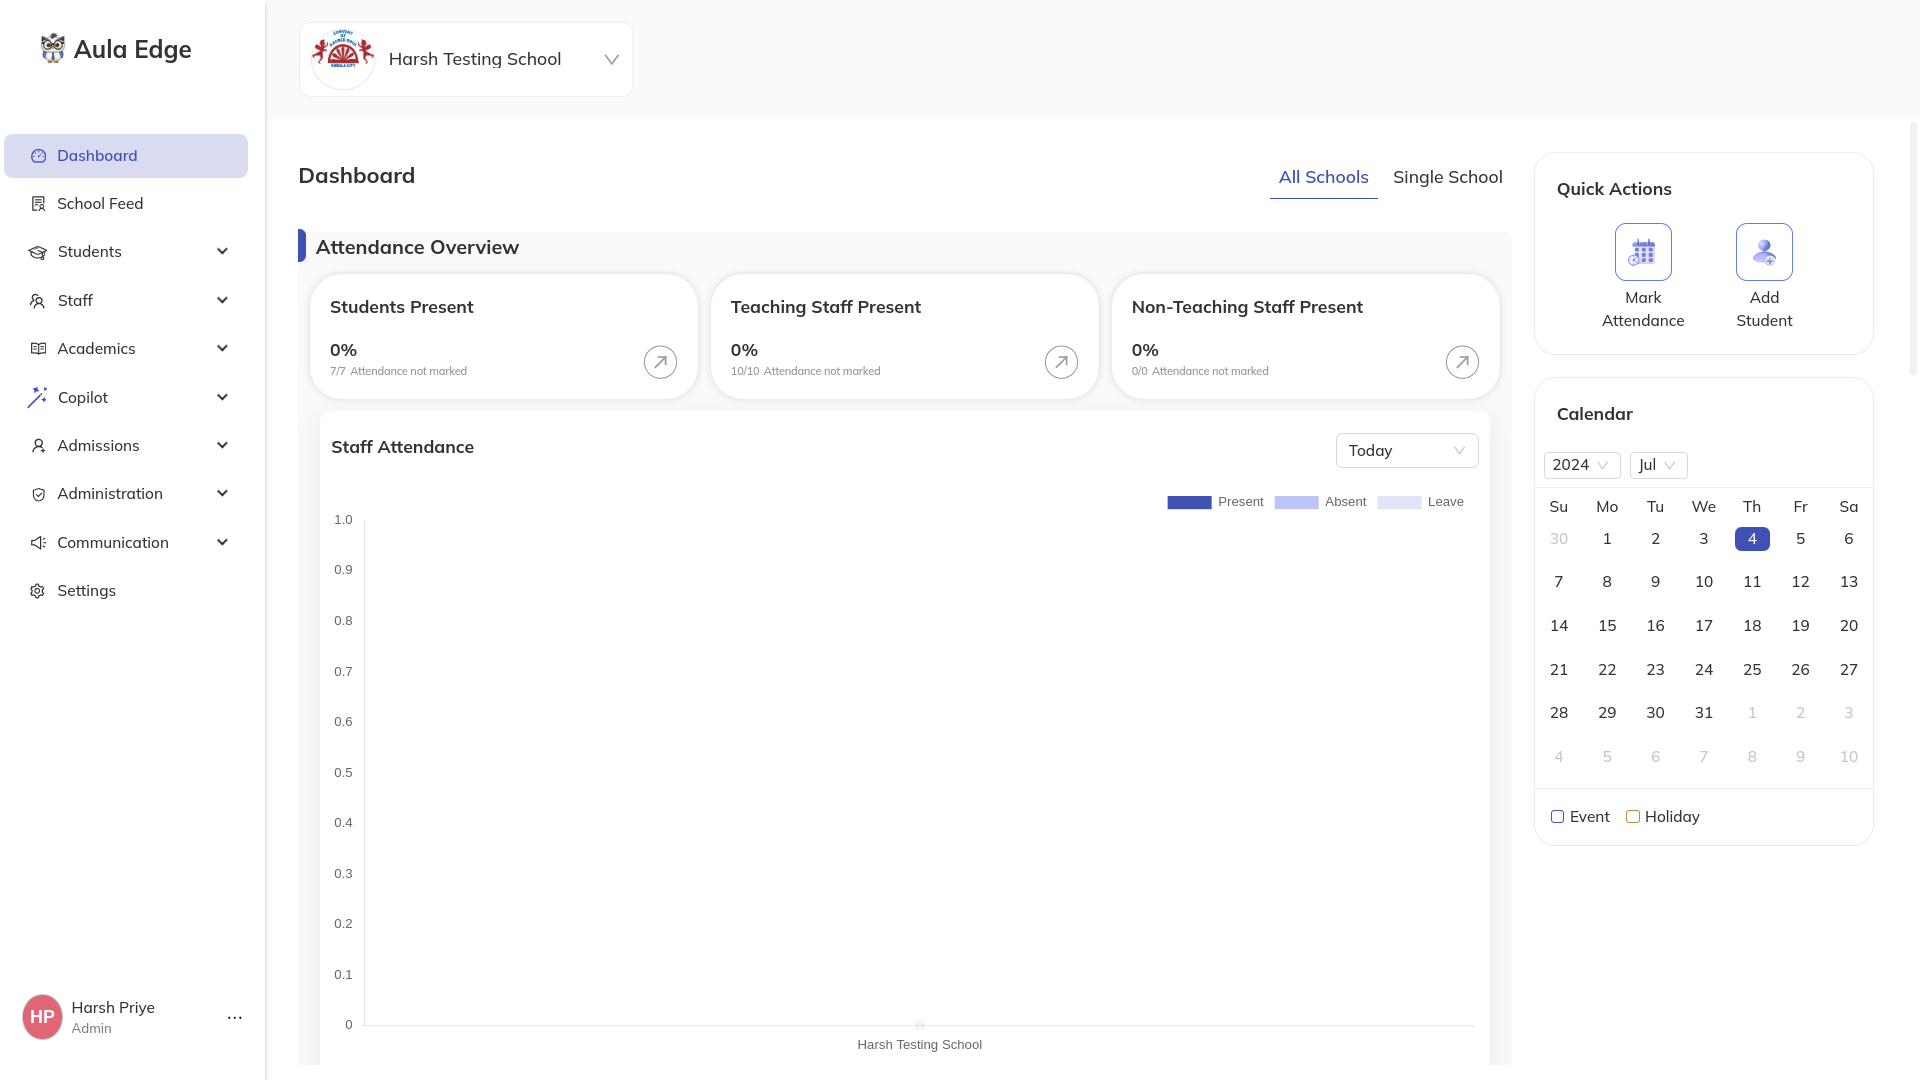 Aula Edge
CONVENT
OF
SACRED SOUL
AMBALA CITY
Harsh Testing School
Dashboard
School Feed
Students
Staff
Academics
Copilot
Admissions
Administration
Communication
Settings
HP
Harsh Priye
Admin
...
Dashboard
All Schools
Single School
Attendance Overview
Students Present
0%
7/7 Attendance not marked
Teaching Staff Present
0%
10/10 Attendance not marked
Non-Teaching Staff Present
0%
0/0 Attendance not marked
Staff Attendance
Today
Present Absent Leave
1.0
0.9
0.8
0.7
0.6
0.5
0.4
0.3
0.2
0.1
0
Harsh Testing School
Quick Actions
Mark
Attendance
Add
Student
Calendar
2024 Jul
Su Mo Tu We Th Fr Sa
30 1 2 3 4 5 6
7 8 9 10 11 12 13
14 15 16 17 18 19 20
21 22 23 24 25 26 27
28 29 30 31 1 2 3
4 5 6 7 8 9 10
Event Holiday